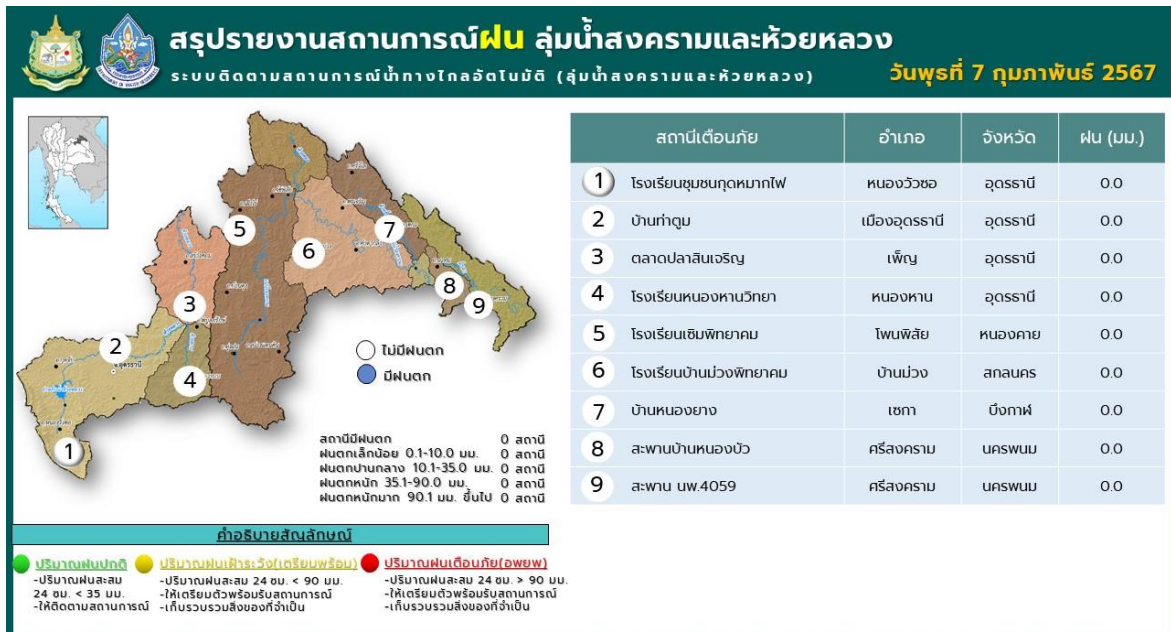 สรุปรายงานสถานการณ์ฝน ลุ่มน้ำสงครามและห้วยหลวง
ระบบติดตามสถานการณ์น้ำทางไกลอัตโนมัติ (ลุ่มน้ำสงครามและห้วยหลวง)
วันพุธที่ 7 กุมภาพันธ์ 2567
สถานีเตือนภัย อำเภอ จังหวัด ฝน (มม.)
1 โรงเรียนชุมชนกุดหมากไฟ หนองวัวซอ อุดรธานี 0.0
2 บ้านท่าตูม เมืองอุดรธานี อุดรธานี 0.0
3 ตลาดปลาสินเจริญ เพ็ญ อุดรธานี 0.0
4 โรงเรียนหนองหานวิทยา หนองหาน อุดรธานี 0.0
5 โรงเรียนเซิมพิทยาคม โพนพิสัย หนองคาย 0.0
6 โรงเรียนบ้านม่วงพิทยาคม บ้านม่วง สกลนคร 0.0
7 บ้านหนองยาง เซกา บึงกาฬ 0.0
8 สะพานบ้านหนองบัว ศรีสงคราม นครพนม 0.0
9 สะพาน นพ.4059 ศรีสงคราม นครพนม 0.0
5
7
6
8
3
9
2
อุดรธานี
4
1
ไม่มีฝนตก
มีฝนตก
สถานีมีฝนตก 0 สถานี
ฝนตกเล็กน้อย 0.1-10.0 มม. 0 สถานี
ฝนตกปานกลาง 10.1-35.0 มม. 0 สถานี
ฝนตกหนัก 35.1-90.0 มม. 0 สถานี
ฝนตกหนักมาก 90.1 มม. ขึ้นไป 0 สถานี
คำอธิบายสัญลักษณ์
ปริมาณฝนปกติ
-ปริมาณฝนสะสม
24 ชม. < 35 มม.
-ให้ติดตามสถานการณ์
ปริมาณฝนเฝ้าระวัง(เตรียมพร้อม)
-ปริมาณฝนสะสม 24 ชม. < 90 มม.
-ให้เตรียมตัวพร้อมรับสถานการณ์
-เก็บรวบรวมสิ่งของที่จำเป็น
ปริมาณฝนเตือนภัย(อพยพ)
-ปริมาณฝนสะสม 24 ชม. > 90 มม.
-ให้เตรียมตัวพร้อมรับสถานการณ์
-เก็บรวบรวมสิ่งของที่จำเป็น